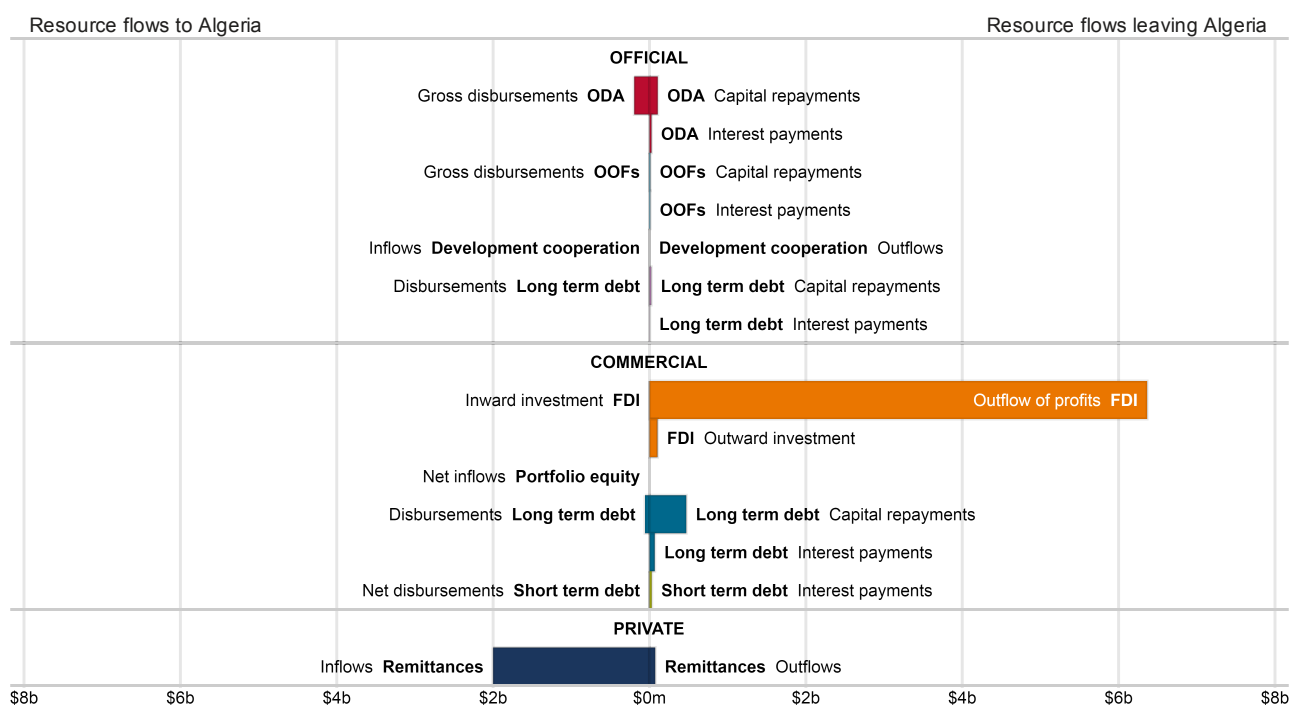 Resource flows to Algeria Resource flows leaving Algeria
OFFICIAL
Gross disbursements ODA ODA Capital repayments
ODA Interest payments
Gross disbursements OOFs OOFs Capital repayments
OOFs Interest payments
Inflows Development cooperation Development cooperation Outflows
Disbursements Long term debt Long term debt Capital repayments
Long term debt Interest payments
COMMERCIAL
Inward investment FDI Outflow of profits FDI
FDI Outward investment
Net inflows Portfolio equity
Disbursements Long term debt Long term debt Capital repayments
Long term debt Interest payments
Net disbursements Short term debt Short term debt Interest payments
PRIVATE
Inflows Remittances Remittances Outflows
$8b $6b $4b $2b $0m $2b $4b $6b $8b